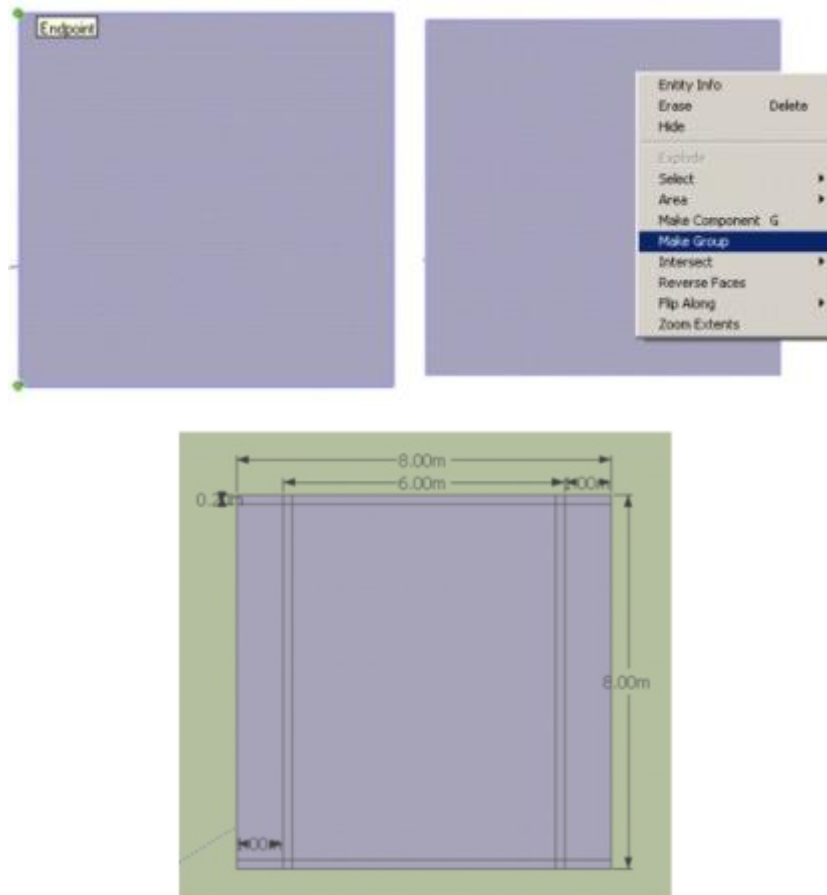 Endpoint
Entity Info
Erase Delete
Hide
Explode
Select
Area
Make Component G
Make Group
Intersect
Reverse Faces
Flip Along
Zoom Extents
8.00m
6.00m
8.00m